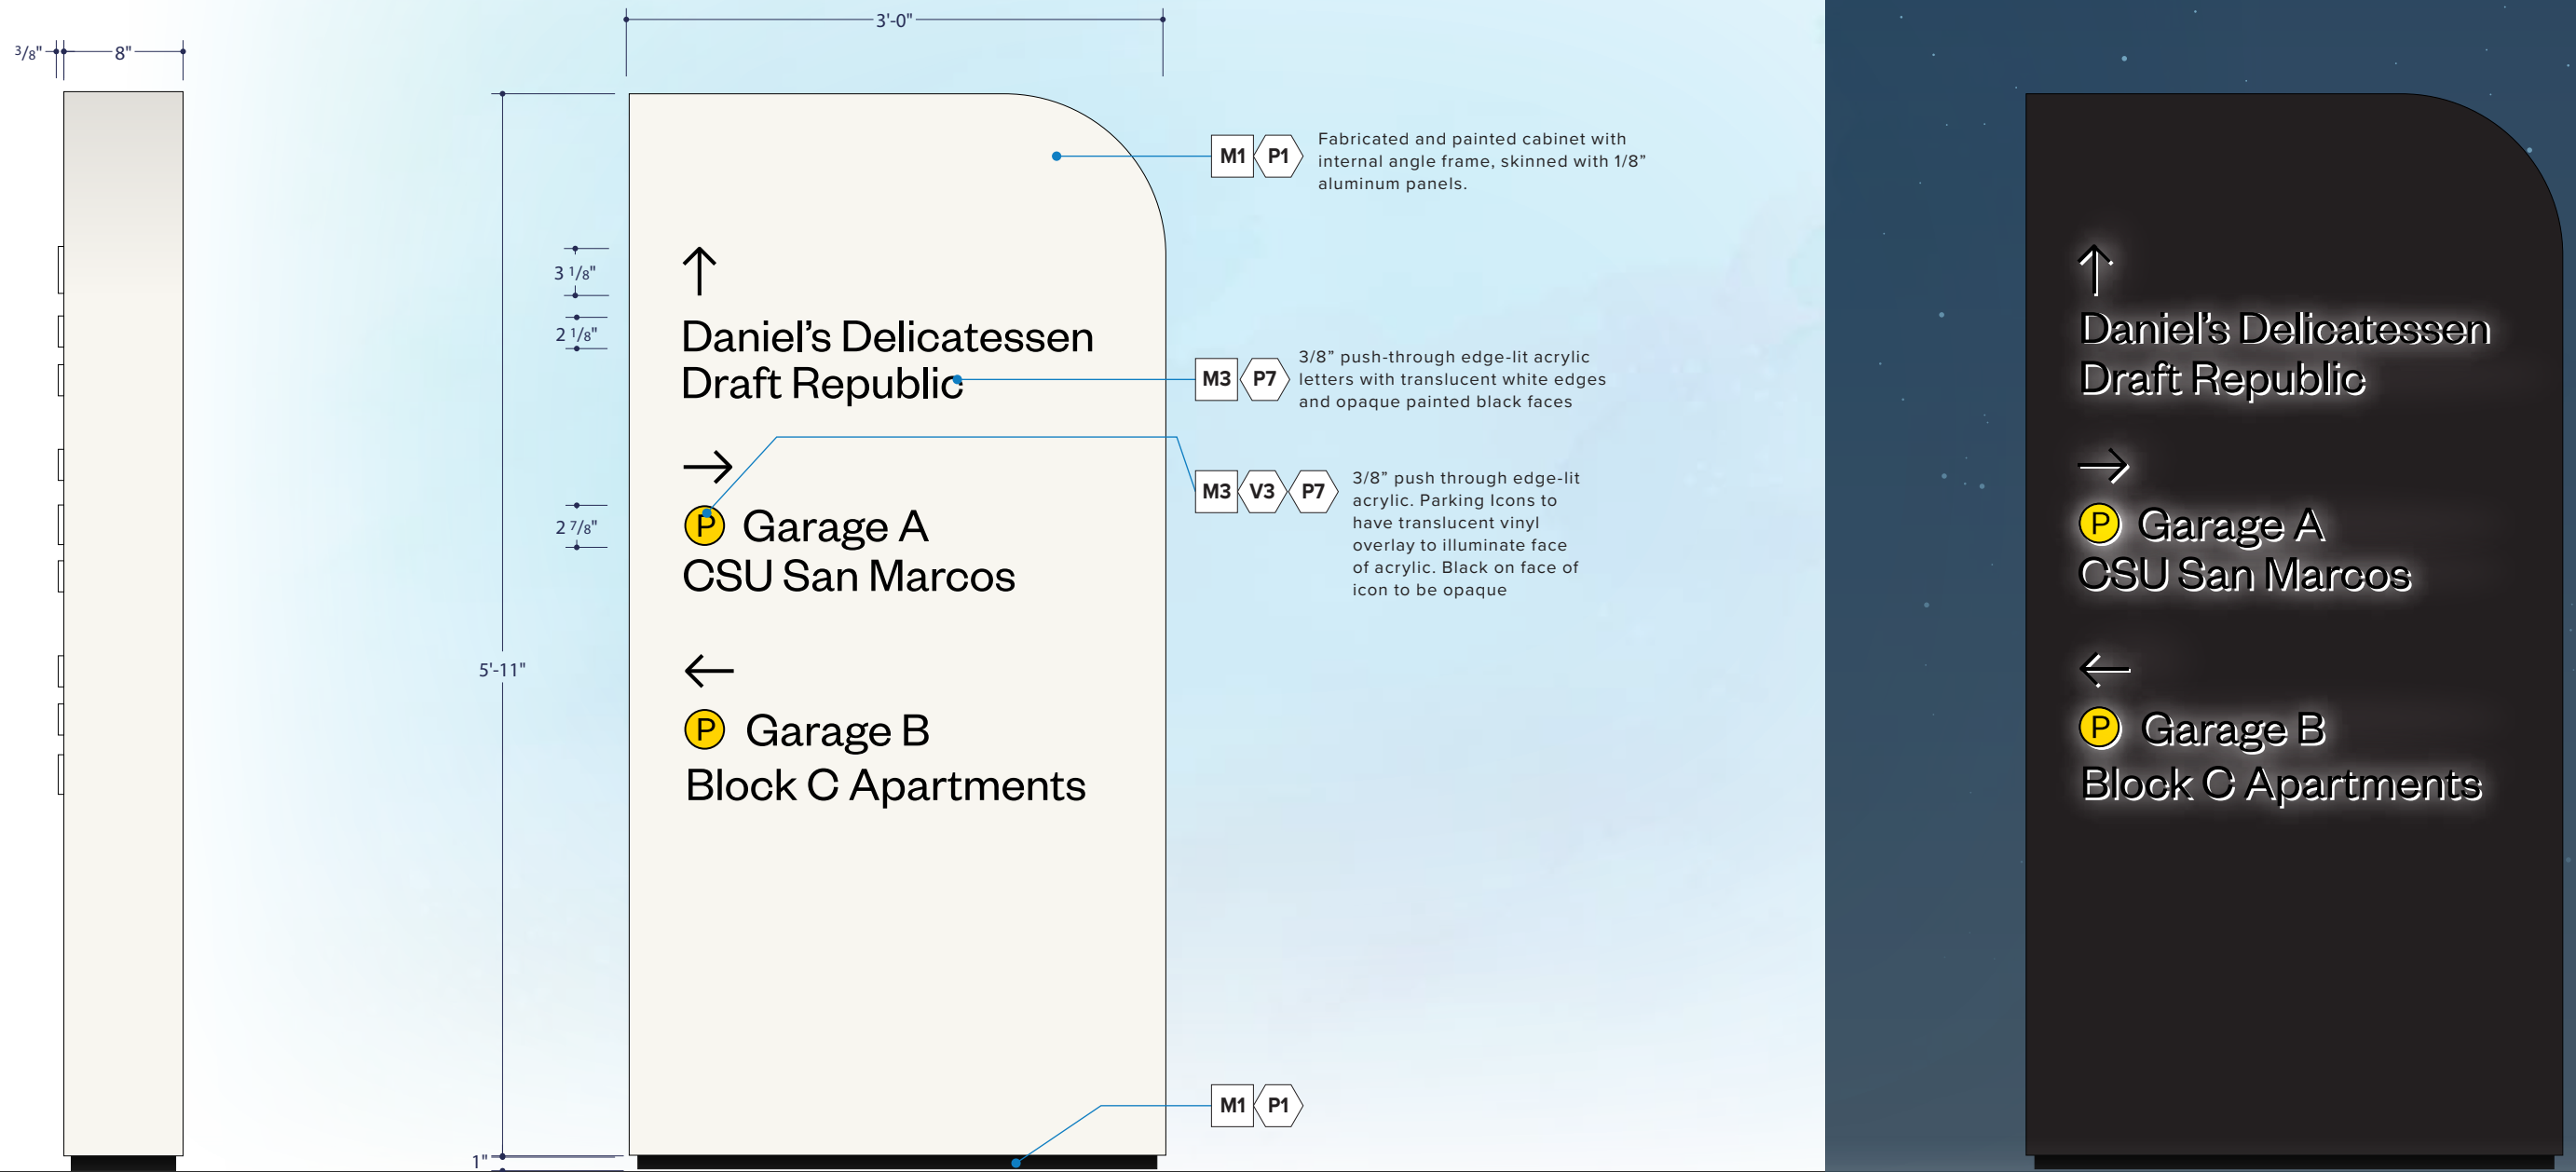 3/8"
8"
3'-0"
5'-11"
1"
3 1/8"
2 1/8"
2 7/8"
↑
Daniel’s Delicatessen
Draft Republic
→
P Garage A
CSU San Marcos
←
P Garage B
Block C Apartments
M1 P1
Fabricated and painted cabinet with
internal angle frame, skinned with 1/8”
aluminum panels.
M3 P7
3/8” push-through edge-lit acrylic
letters with translucent white edges
and opaque painted black faces
M3 V3 P7
3/8” push through edge-lit
acrylic. Parking Icons to
have translucent vinyl
overlay to illuminate face
of acrylic. Black on face of
icon to be opaque
M1 P1
↑
Daniel’s Delicatessen
Draft Republic
→
P Garage A
CSU San Marcos
←
P Garage B
Block C Apartments